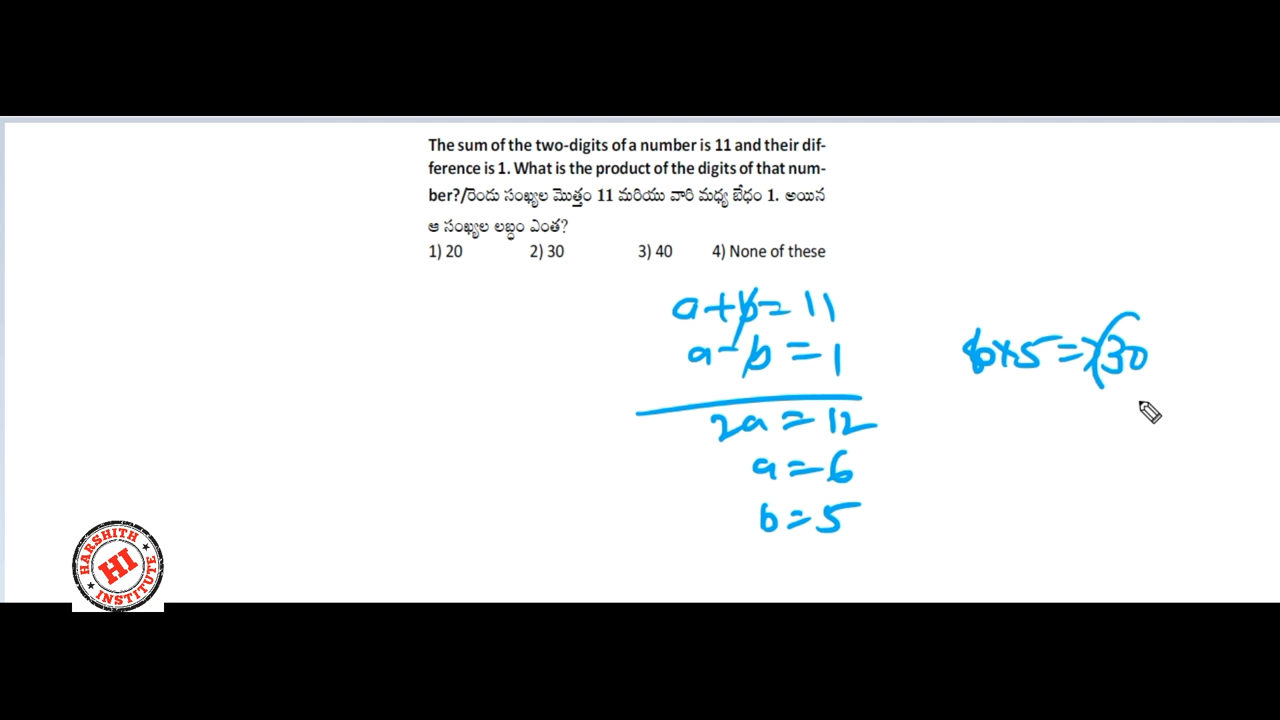 The sum of the two-digits of a number is 11 and their dif-
ference is 1. What is the product of the digits of that num-
ber?/రెండు సంఖ్యల మొత్తం 11 మరియు వారి మధ్య బేధం 1. అయిన
ఆ సంఖ్యల లబ్ధం ఎంత?
1) 20 2) 30 3) 40 4) None of these
a+b=11
a-b=1
6x5=30
2a=12
a=6
b=5
HARSHITH
HI
INSTITUTE